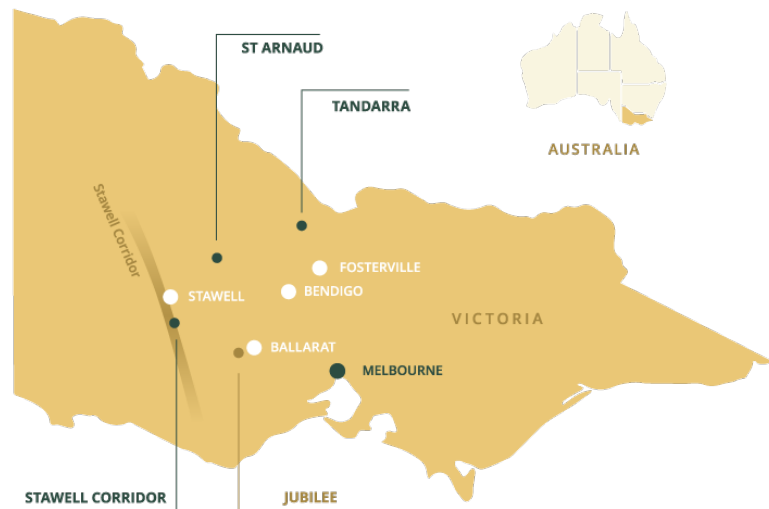 ST ARNAUD
TANDARRA
AUSTRALIA
Stawell Corridor
FOSTERVILLE
STAWELL
BENDIGO
VICTORIA
BALLARAT
MELBOURNE
STAWELL CORRIDOR
JUBILEE